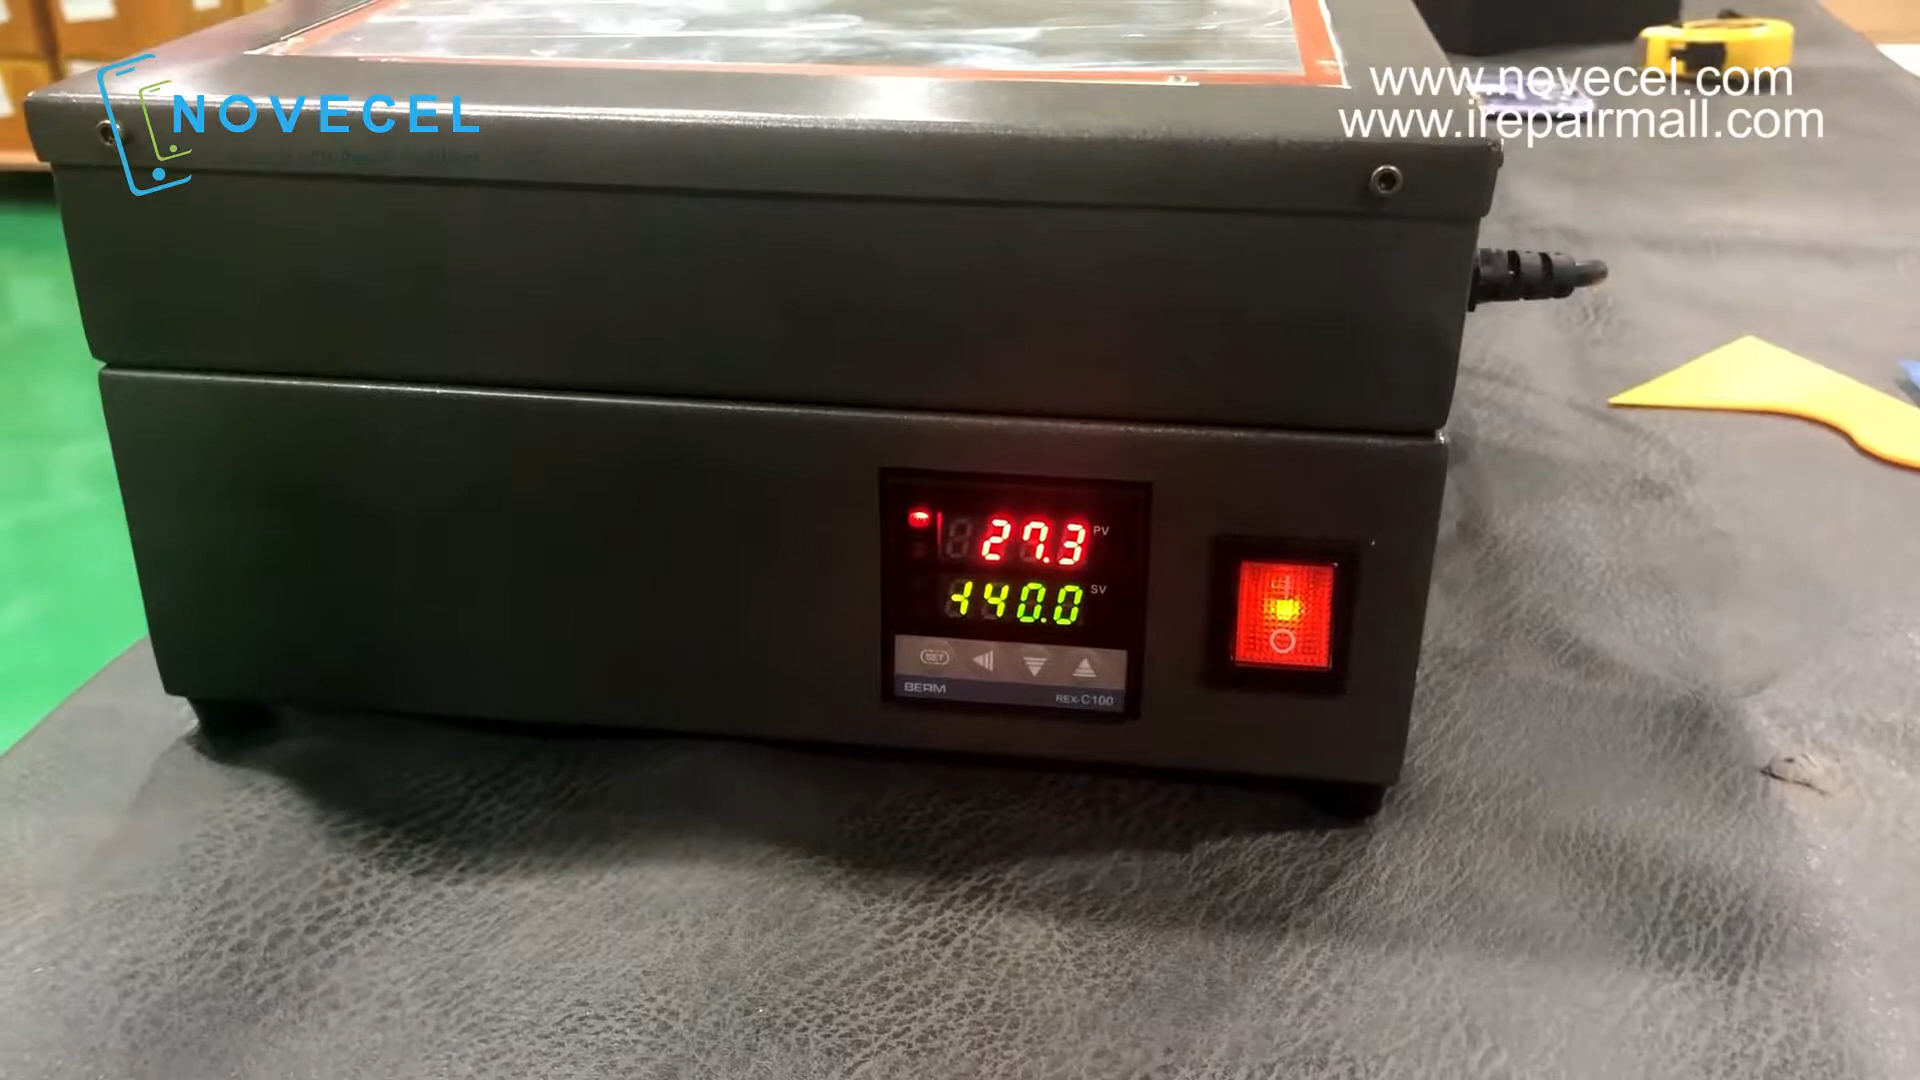 NOVECEL
www.novecel.com
www.irepairmall.com
27.3 PV
140.0 SV
SET
BERM
REX-C100